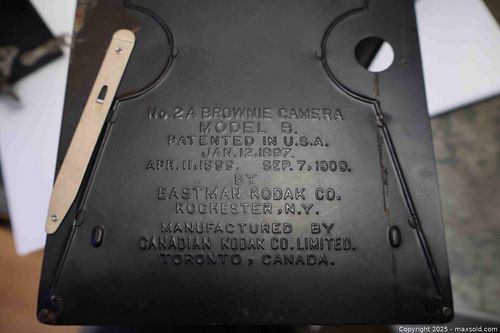 No. 2A BROWNIE CAMERA
MODEL B.
PATENTED IN U.S.A.
JAN. 12, 1897.
APR. 11, 1899. SEP. 7, 1909.
BY
EASTMAN KODAK CO.
ROCHESTER, N.Y.
MANUFACTURED BY
CANADIAN KODAK CO. LIMITED.
TORONTO, CANADA.
Copyright © 2025 - maxsold.com